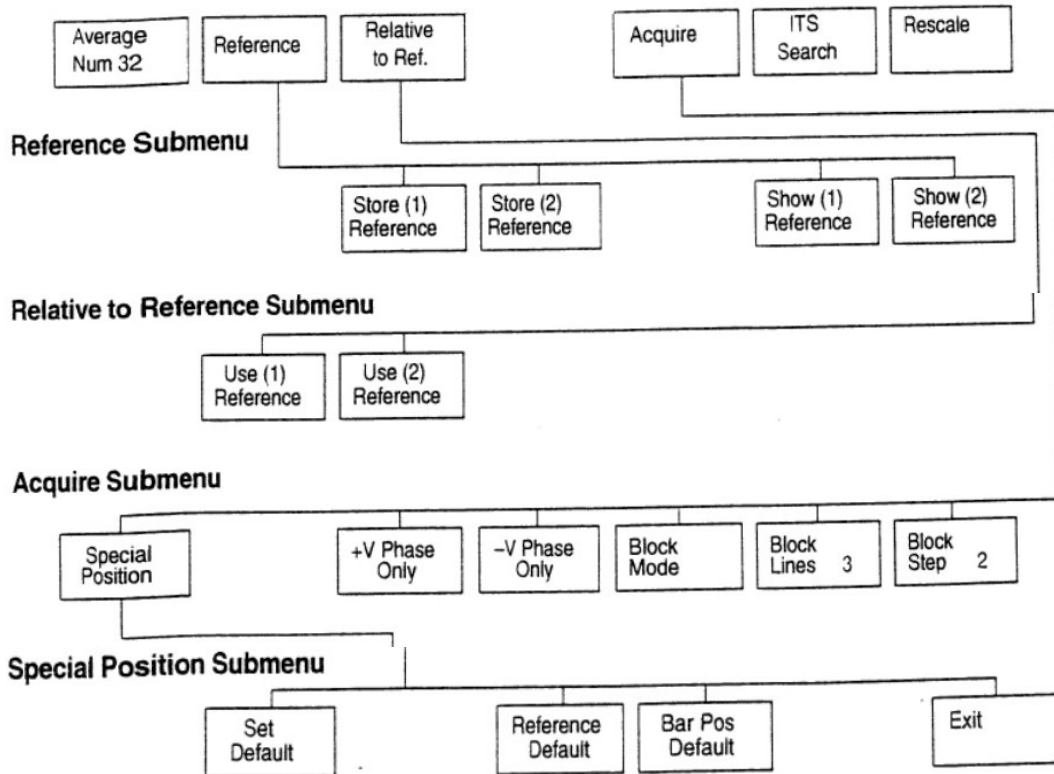 Average
Num 32
Reference
Relative
to Ref.
Acquire
ITS
Search
Rescale
Reference Submenu
Store (1)
Reference
Store (2)
Reference
Show (1)
Reference
Show (2)
Reference
Relative to Reference Submenu
Use (1)
Reference
Use (2)
Reference
Acquire Submenu
Special
Position
+V Phase
Only
–V Phase
Only
Block
Mode
Block
Lines 3
Block
Step 2
Special Position Submenu
Set
Default
Reference
Default
Bar Pos
Default
Exit